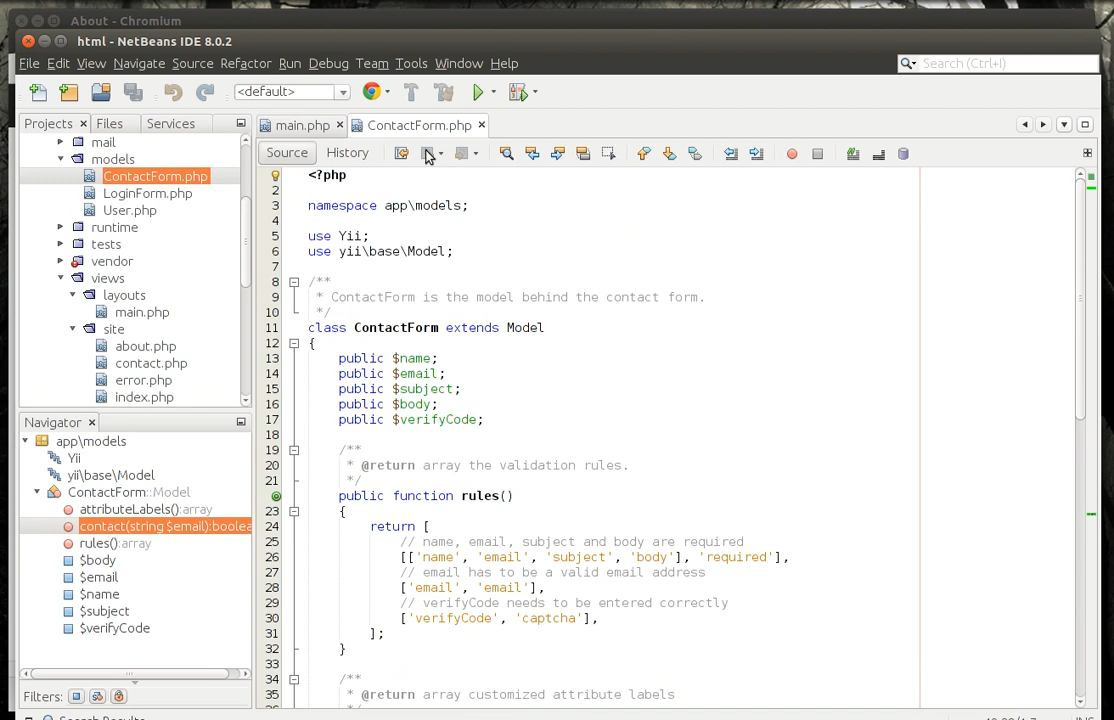 About - Chromium
html - NetBeans IDE 8.0.2
File Edit View Navigate Source Refactor Run Debug Team Tools Window Help
Search (Ctrl+I)
<default>
Projects Files Services
main.php ContactForm.php
Source History
mail
models
ContactForm.php
LoginForm.php
User.php
runtime
tests
vendor
views
layouts
main.php
site
about.php
contact.php
error.php
index.php
Navigator
app\models
Yii
yii\base\Model
ContactForm::Model
attributeLabels():array
contact(string $email):boolea
rules():array
$body
$email
$name
$subject
$verifyCode
Filters:
1 <?php
2
3 namespace app\models;
4
5 use Yii;
6 use yii\base\Model;
7
8 /**
9 * ContactForm is the model behind the contact form.
10 */
11 class ContactForm extends Model
12 {
13 public $name;
14 public $email;
15 public $subject;
16 public $body;
17 public $verifyCode;
18
19 /**
20 * @return array the validation rules.
21 */
public function rules()
23 {
24 return [
25 // name, email, subject and body are required
26 [['name', 'email', 'subject', 'body'], 'required'],
27 // email has to be a valid email address
28 ['email', 'email'],
29 // verifyCode needs to be entered correctly
30 ['verifyCode', 'captcha'],
31 ];
32 }
33
34 /**
35 * @return array customized attribute labels